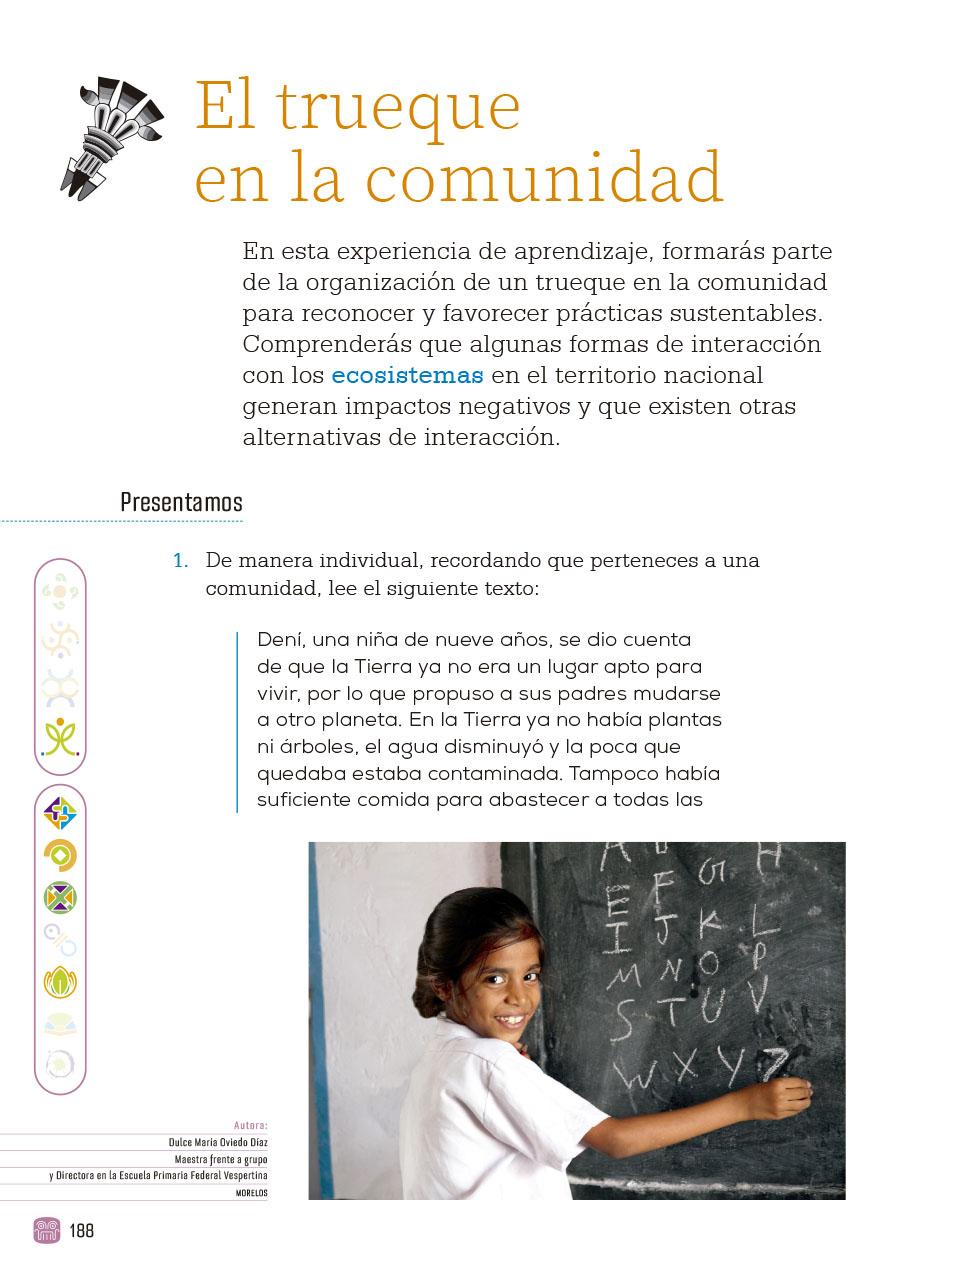 El trueque
en la comunidad
En esta experiencia de aprendizaje, formarás parte
de la organización de un trueque en la comunidad
para reconocer y favorecer prácticas sustentables.
Comprenderás que algunas formas de interacción
con los ecosistemas en el territorio nacional
generan impactos negativos y que existen otras
alternativas de interacción.
Presentamos
1. De manera individual, recordando que perteneces a una
comunidad, lee el siguiente texto:
Dení, una niña de nueve años, se dio cuenta
de que la Tierra ya no era un lugar apto para
vivir, por lo que propuso a sus padres mudarse
a otro planeta. En la Tierra ya no había plantas
ni árboles, el agua disminuyó y la poca que
quedaba estaba contaminada. Tampoco había
suficiente comida para abastecer a todas las
A G H
E F
I J K L
M N O P
S T U V
W X Y Z
Autora:
Dulce María Oviedo Díaz
Maestra frente a grupo
y Directora en la Escuela Primaria Federal Vespertina
MORELOS
188